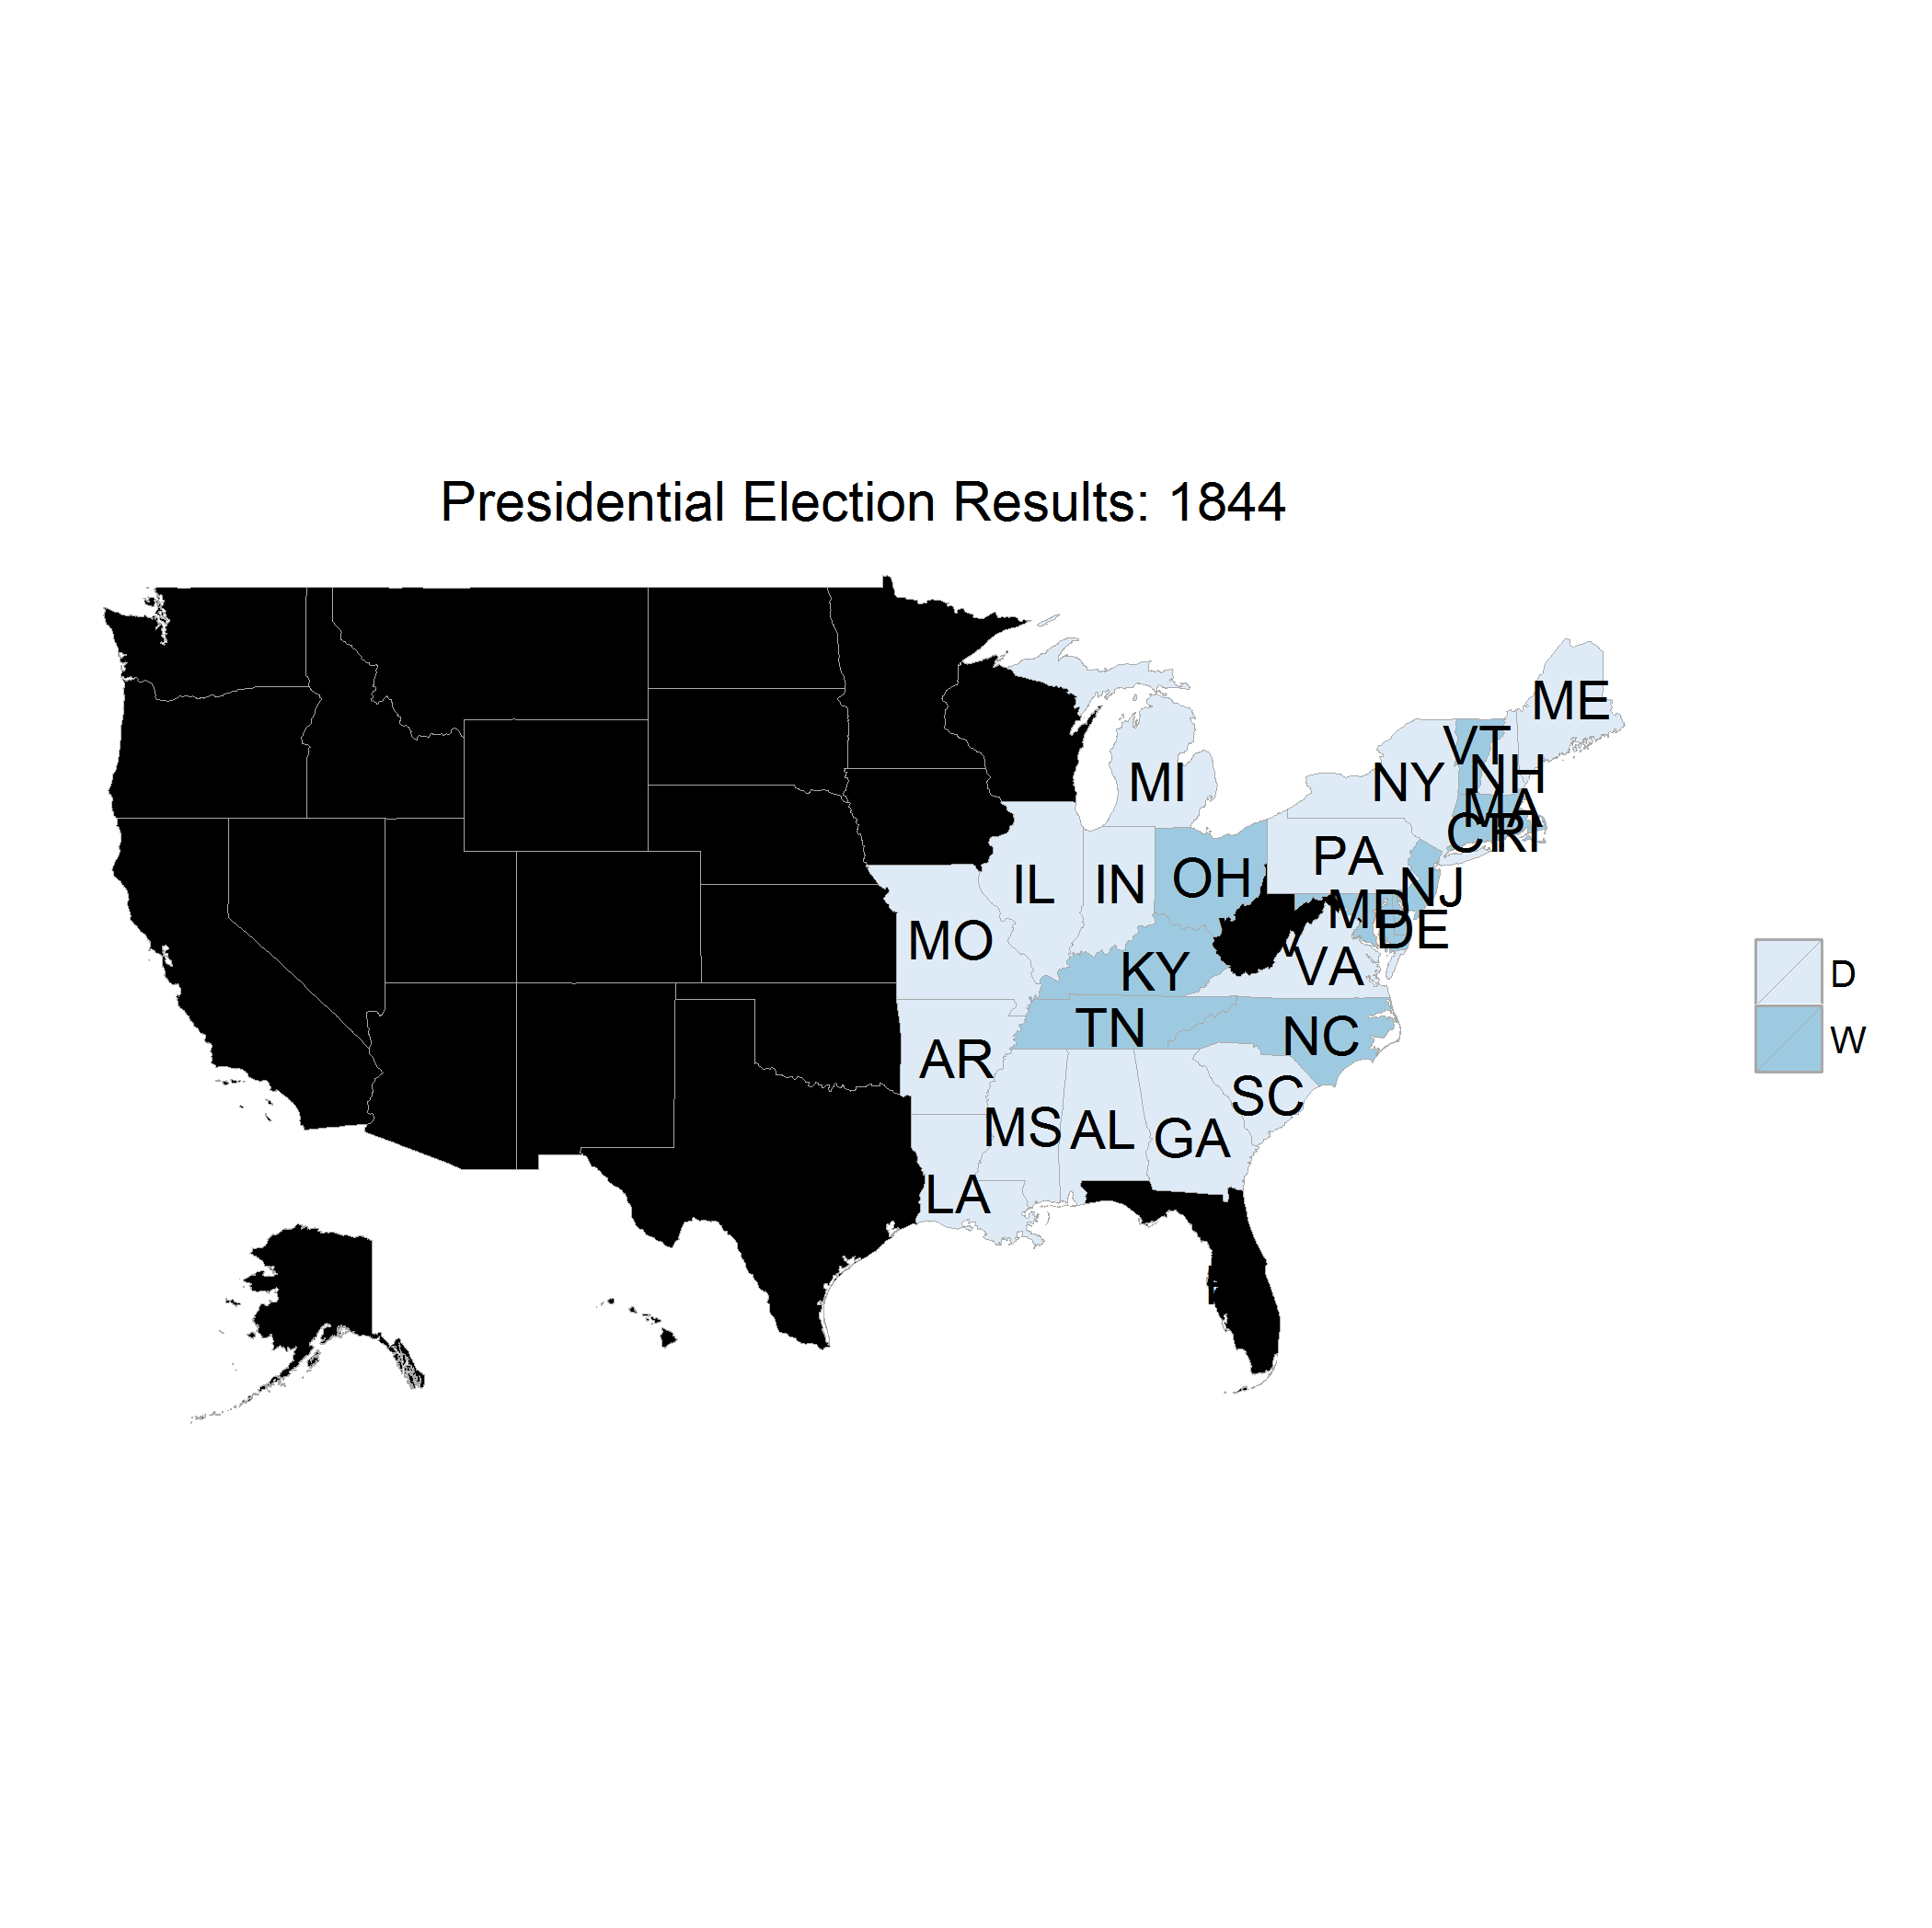 Presidential Election Results: 1844
ME
VT
NH
NY
MI
MA
CT
RI
PA
OH
IL
IN
NJ
MD
DE
MO
VA
KY
TN
NC
AR
SC
MS
AL
GA
LA
D
W